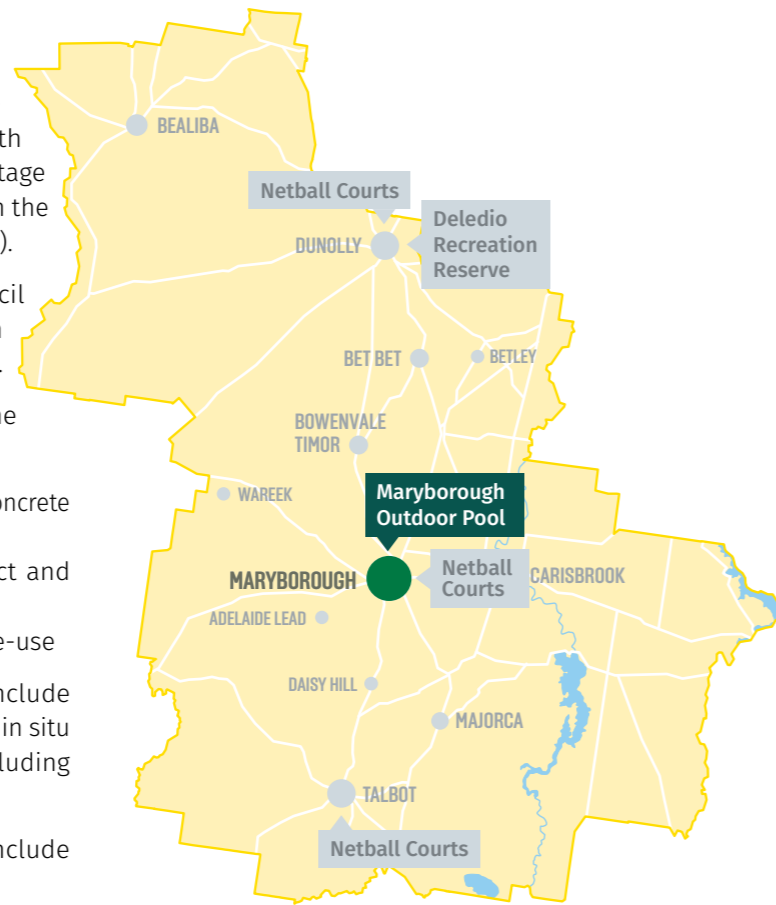 th
tage
n the
).
cil
n
.
ne
oncrete
ct and
e-use
nclude
in situ
luding
nclude
BEALIBA
Netball Courts
DUNOLLY
Deledio
Recreation
Reserve
BET BET
BETLEY
BOWENVALE
TIMOR
WAREEK
Maryborough
Outdoor Pool
MARYBOROUGH
Netball
Courts
CARISBROOK
ADELAIDE LEAD
DAISY HILL
MAJORCA
TALBOT
Netball Courts